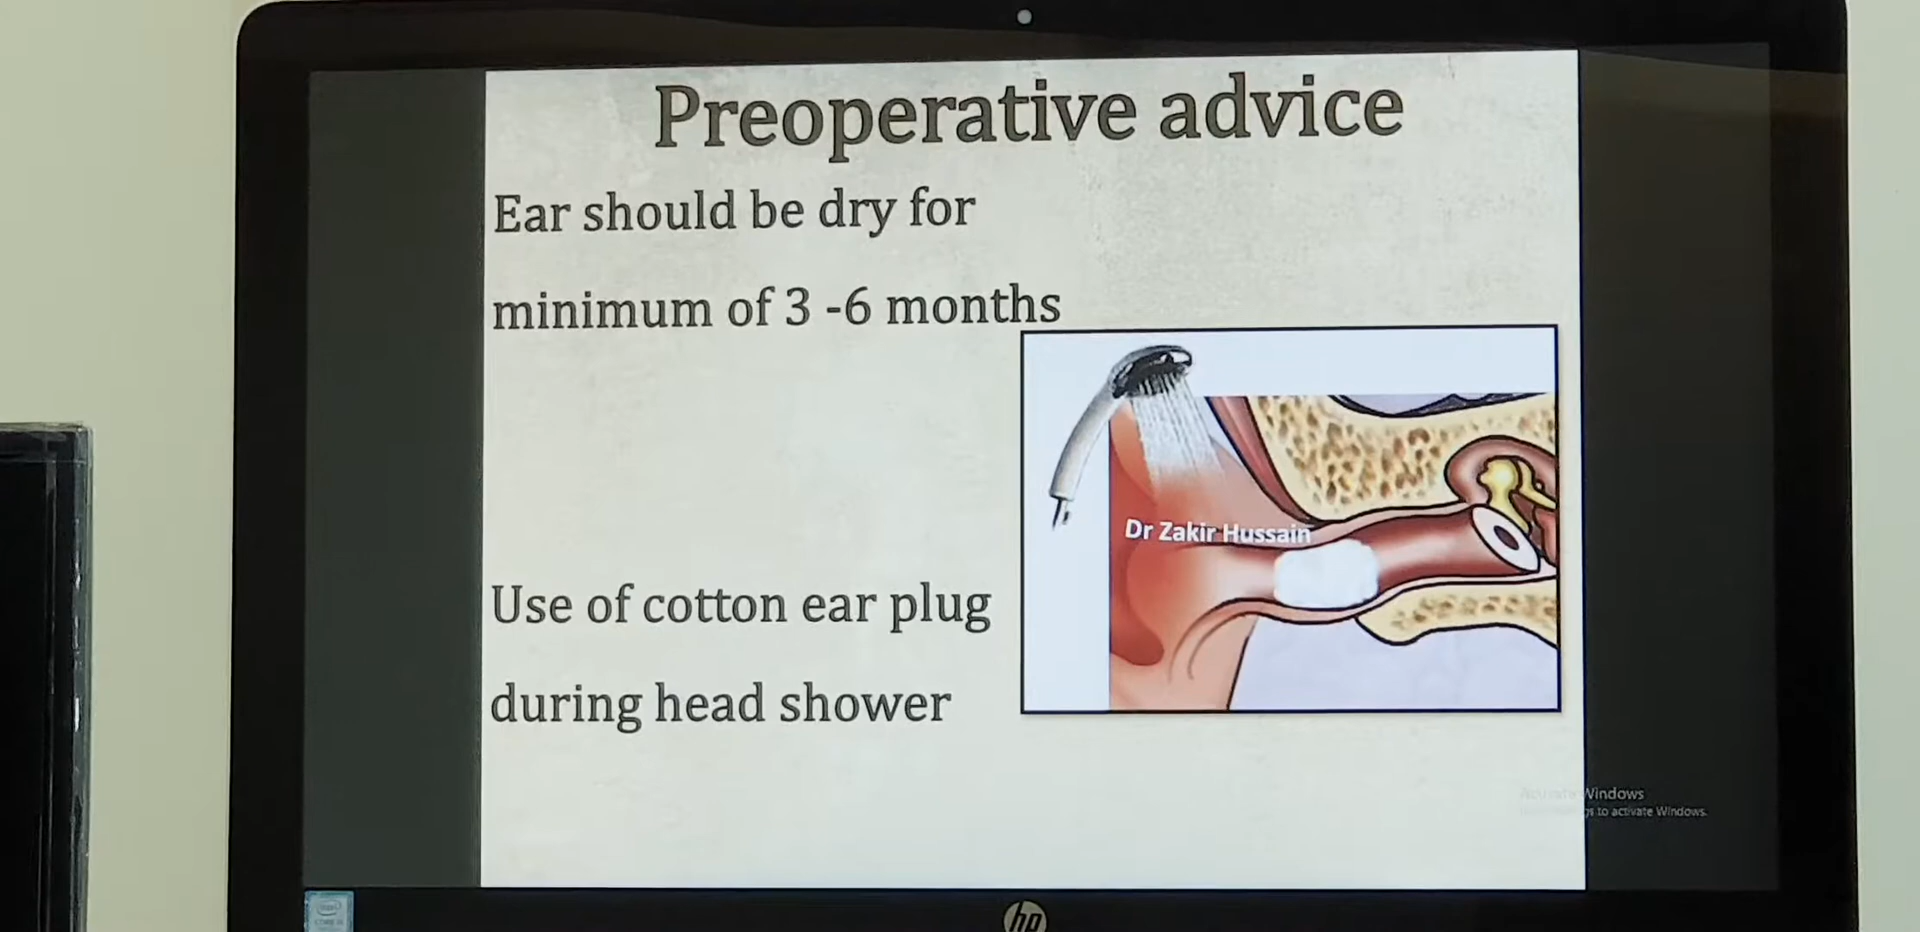 Preoperative advice
Ear should be dry for
minimum of 3 -6 months
Dr Zakir Hussain
Use of cotton ear plug
during head shower
Windows
to activate Windows.
hp